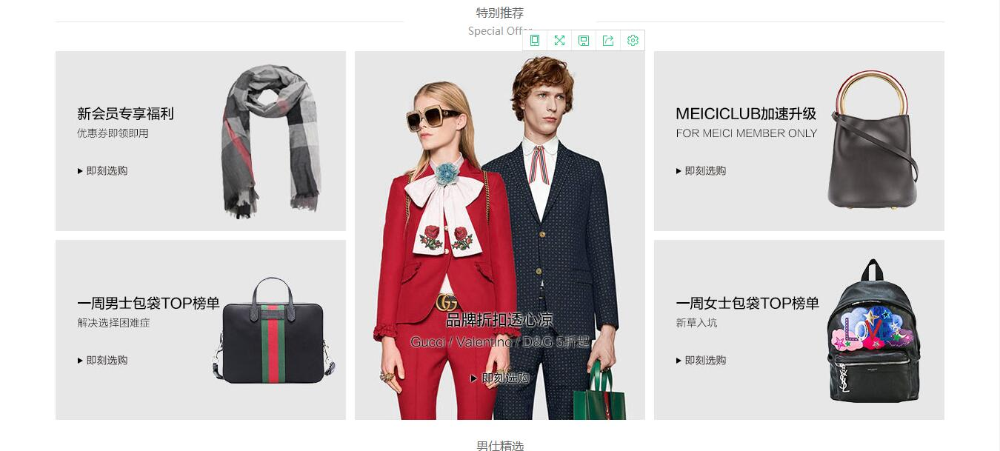 特别推荐
Special Offer
新会员专享福利
优惠券即领即用
即刻选购
一周男士包袋TOP榜单
解决选择困难症
即刻选购
品牌折扣透心凉
Gucci / Valentino / D&G 5折起
即刻选购
MEICICLUB加速升级
FOR MEICI MEMBER ONLY
即刻选购
一周女士包袋TOP榜单
新草入坑
即刻选购
LOVE
男仕精选